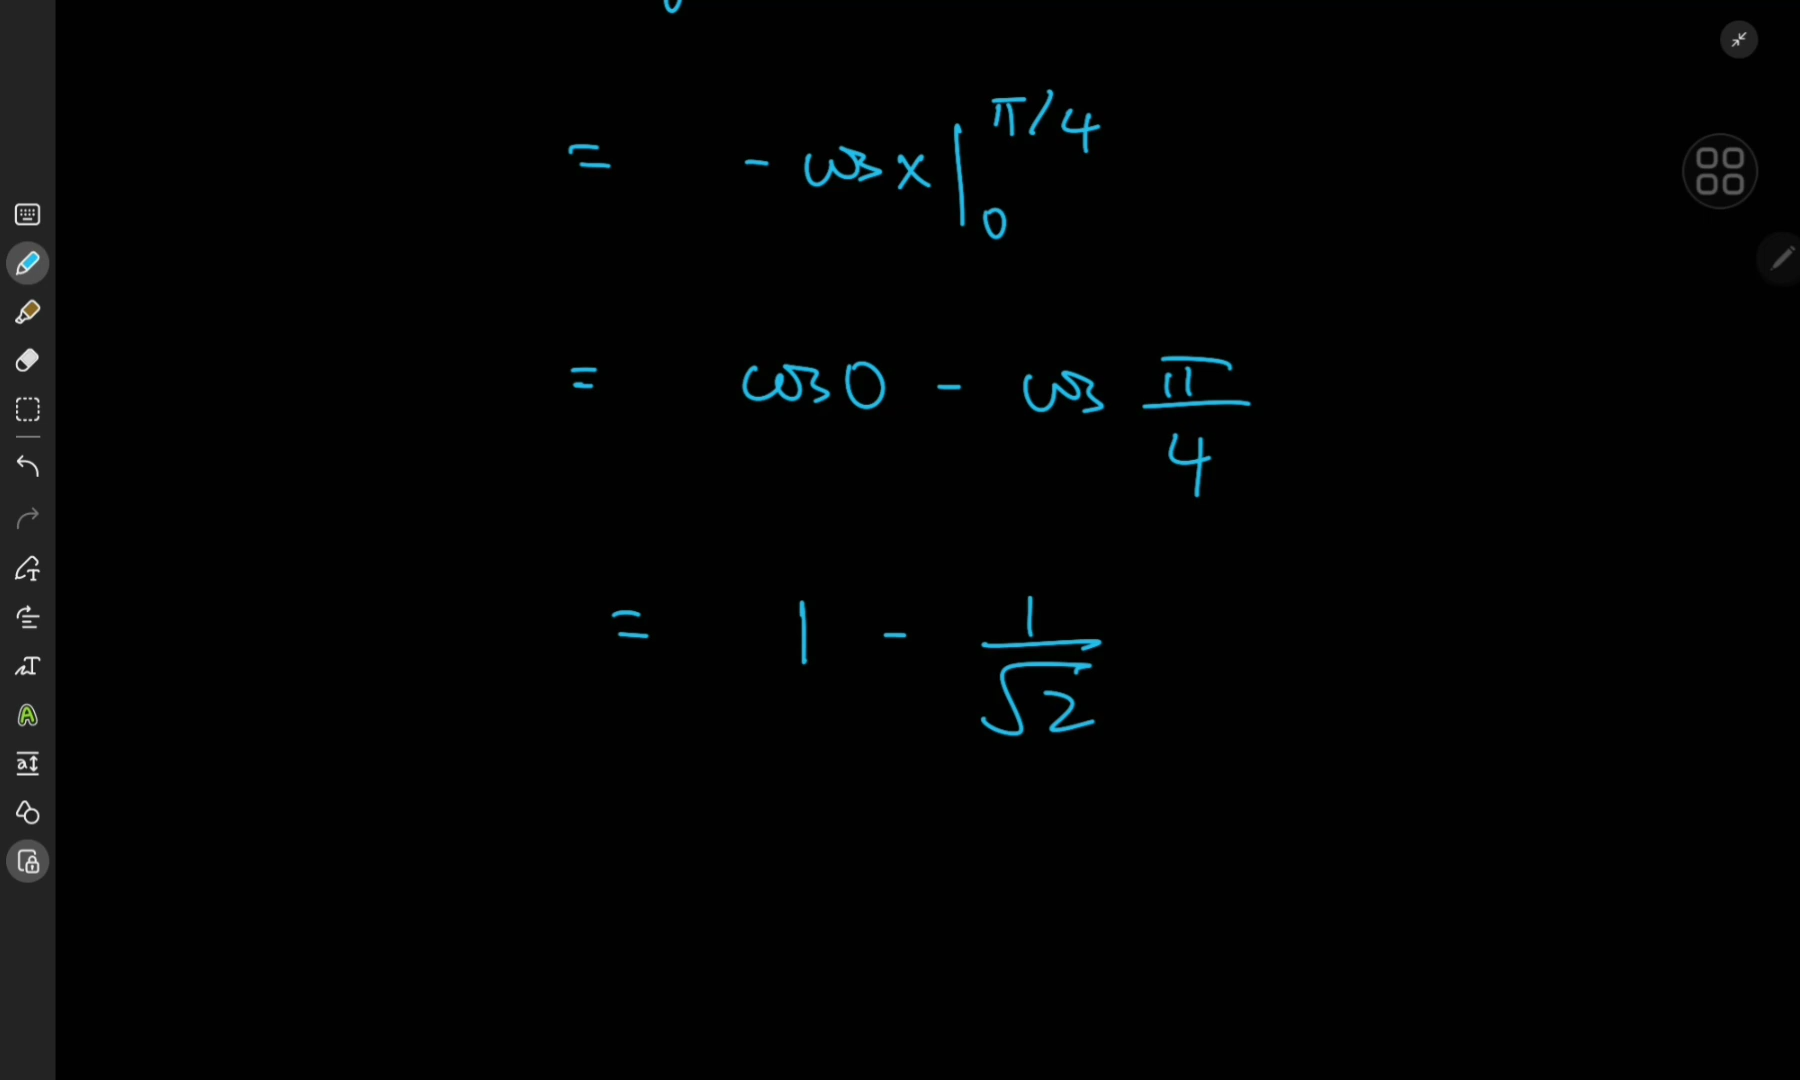 = - cos x |₀^π/4
= cos 0 - cos π/4
= 1 - 1/√2